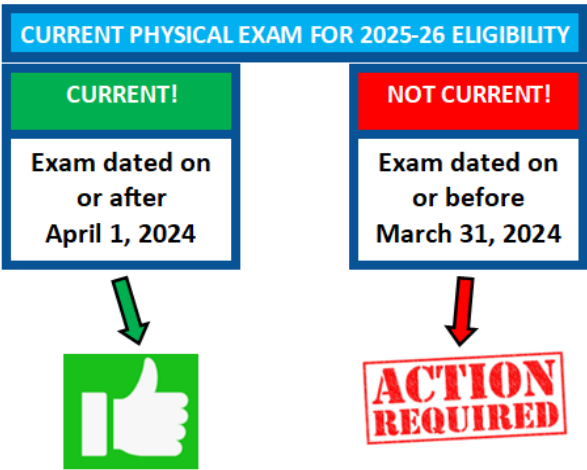 CURRENT PHYSICAL EXAM FOR 2025-26 ELIGIBILITY
CURRENT!
Exam dated on
or after
April 1, 2024
NOT CURRENT!
Exam dated on
or before
March 31, 2024
ACTION
REQUIRED